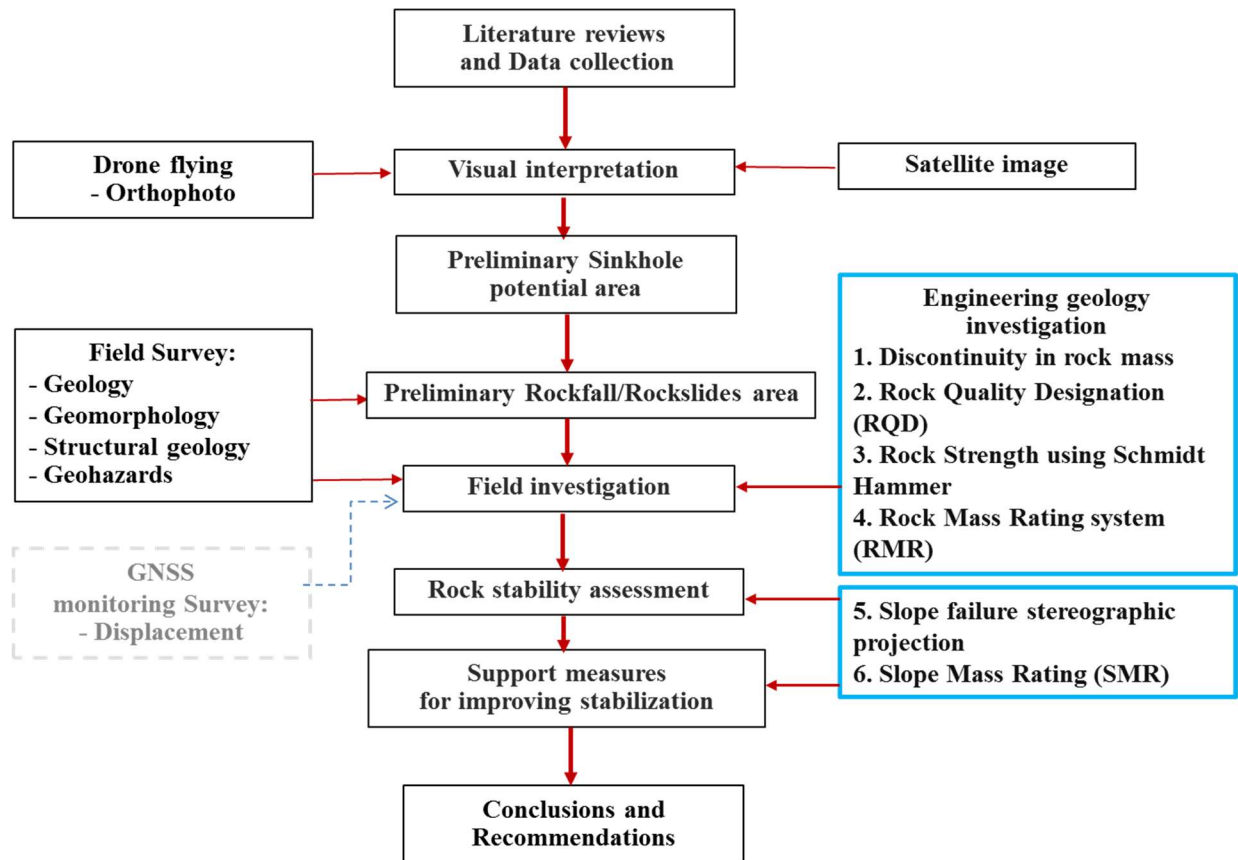 Literature reviews
and Data collection
Drone flying
- Orthophoto
Visual interpretation
Satellite image
Preliminary Sinkhole
potential area
Engineering geology
investigation
1. Discontinuity in rock mass
2. Rock Quality Designation
(RQD)
3. Rock Strength using Schmidt
Hammer
4. Rock Mass Rating system
(RMR)
Field Survey:
- Geology
- Geomorphology
- Structural geology
- Geohazards
Preliminary Rockfall/Rockslides area
Field investigation
GNSS
monitoring Survey:
- Displacement
Rock stability assessment
5. Slope failure stereographic
projection
6. Slope Mass Rating (SMR)
Support measures
for improving stabilization
Conclusions and
Recommendations